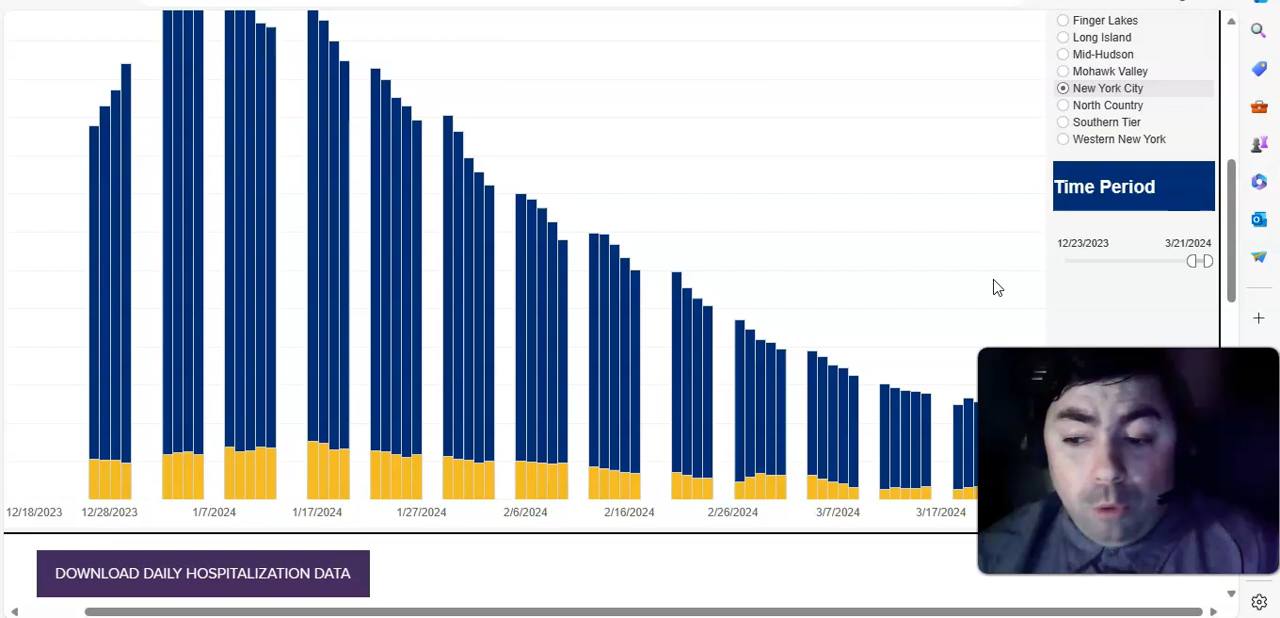 Finger Lakes
Long Island
Mid-Hudson
Mohawk Valley
New York City
North Country
Southern Tier
Western New York
Time Period
12/23/2023 3/21/2024
12/18/2023 12/28/2023 1/7/2024 1/17/2024 1/27/2024 2/6/2024 2/16/2024 2/26/2024 3/7/2024 3/17/2024
DOWNLOAD DAILY HOSPITALIZATION DATA